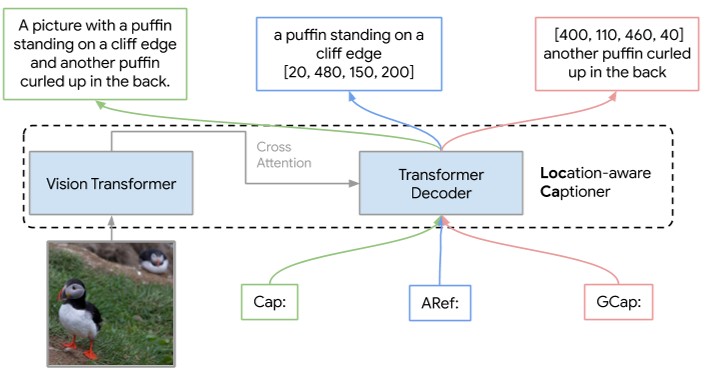 A picture with a puffin
standing on a cliff edge
and another puffin
curled up in the back.
a puffin standing on a
cliff edge
[20, 480, 150, 200]
[400, 110, 460, 40]
another puffin curled
up in the back
Cross
Attention
Vision Transformer
Transformer
Decoder
Location-aware
Captioner
Cap:
ARef:
GCap: